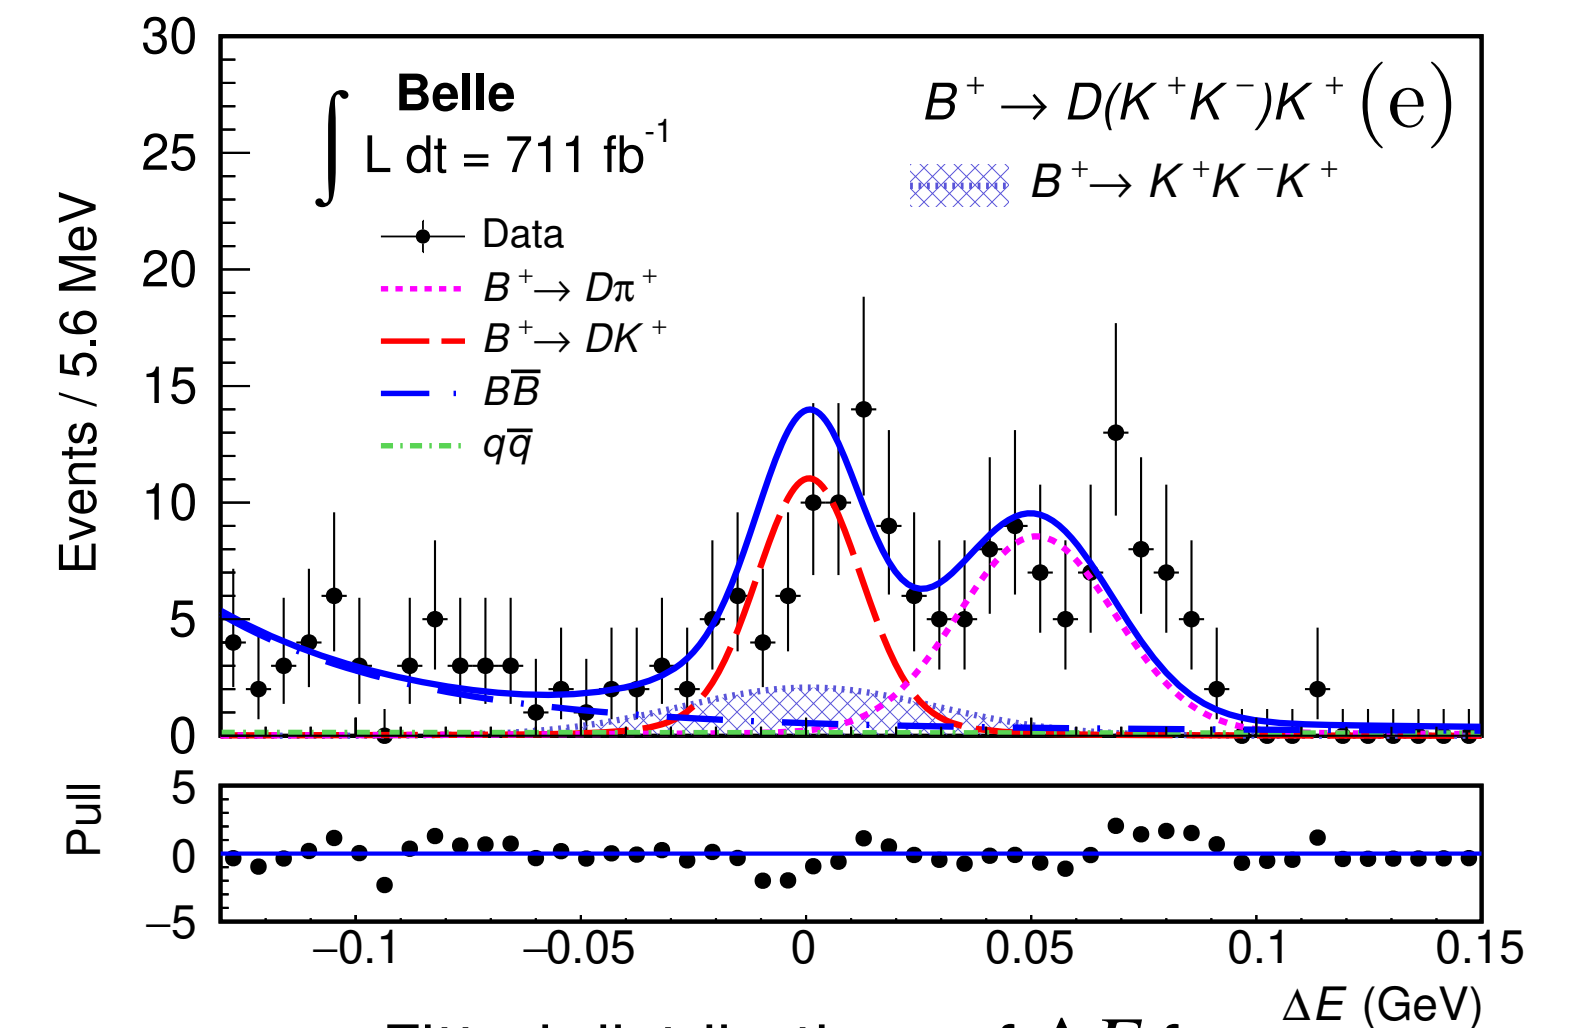 30
25
20
15
10
5
0
Events / 5.6 MeV
Belle
∫ L dt = 711 fb⁻¹
Data
B⁺→ Dπ⁺
B⁺→ DK⁺
BB̅
qq̅
B⁺ → D(K⁺K⁻)K⁺ (e)
B⁺→ K⁺K⁻K⁺
5
0
−5
Pull
−0.1 −0.05 0 0.05 0.1 0.15
ΔE (GeV)